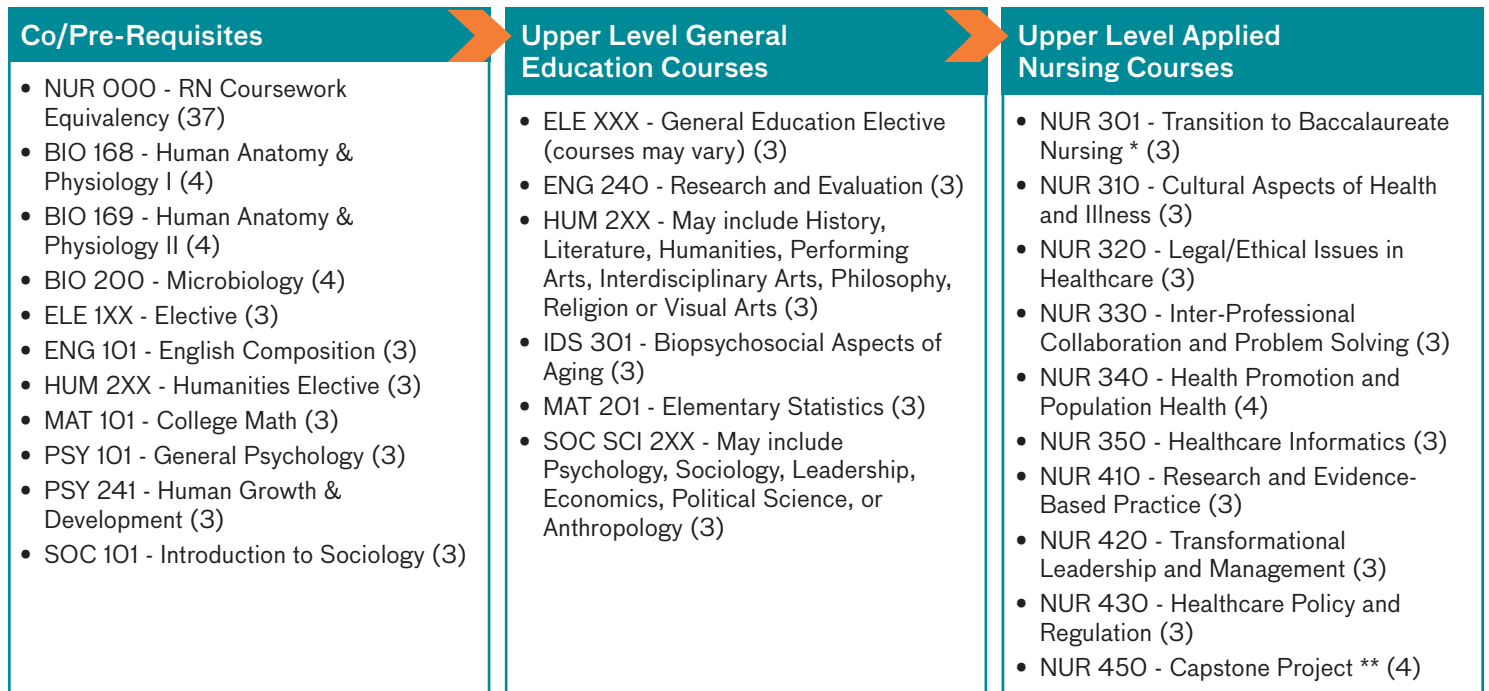 Co/Pre-Requisites
• NUR 000 - RN Coursework
Equivalency (37)
• BIO 168 - Human Anatomy &
Physiology I (4)
• BIO 169 - Human Anatomy &
Physiology II (4)
• BIO 200 - Microbiology (4)
• ELE 1XX - Elective (3)
• ENG 101 - English Composition (3)
• HUM 2XX - Humanities Elective (3)
• MAT 101 - College Math (3)
• PSY 101 - General Psychology (3)
• PSY 241 - Human Growth &
Development (3)
• SOC 101 - Introduction to Sociology (3)
Upper Level General
Education Courses
• ELE XXX - General Education Elective
(courses may vary) (3)
• ENG 240 - Research and Evaluation (3)
• HUM 2XX - May include History,
Literature, Humanities, Performing
Arts, Interdisciplinary Arts, Philosophy,
Religion or Visual Arts (3)
• IDS 301 - Biopsychosocial Aspects of
Aging (3)
• MAT 201 - Elementary Statistics (3)
• SOC SCI 2XX - May include
Psychology, Sociology, Leadership,
Economics, Political Science, or
Anthropology (3)
Upper Level Applied
Nursing Courses
• NUR 301 - Transition to Baccalaureate
Nursing * (3)
• NUR 310 - Cultural Aspects of Health
and Illness (3)
• NUR 320 - Legal/Ethical Issues in
Healthcare (3)
• NUR 330 - Inter-Professional
Collaboration and Problem Solving (3)
• NUR 340 - Health Promotion and
Population Health (4)
• NUR 350 - Healthcare Informatics (3)
• NUR 410 - Research and Evidence-
Based Practice (3)
• NUR 420 - Transformational
Leadership and Management (3)
• NUR 430 - Healthcare Policy and
Regulation (3)
• NUR 450 - Capstone Project ** (4)